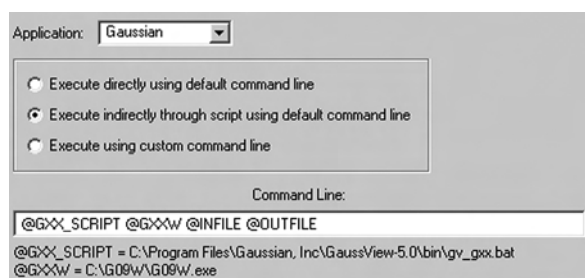 Application: Gaussian
Execute directly using default command line
Execute indirectly through script using default command line
Execute using custom command line
Command Line:
@GXX_SCRIPT @GXXW @INFILE @OUTFILE
@GXX_SCRIPT = C:\Program Files\Gaussian, Inc\GaussView-5.0\bin\gv_gxx.bat
@GXXW = C:\G09W\G09W.exe